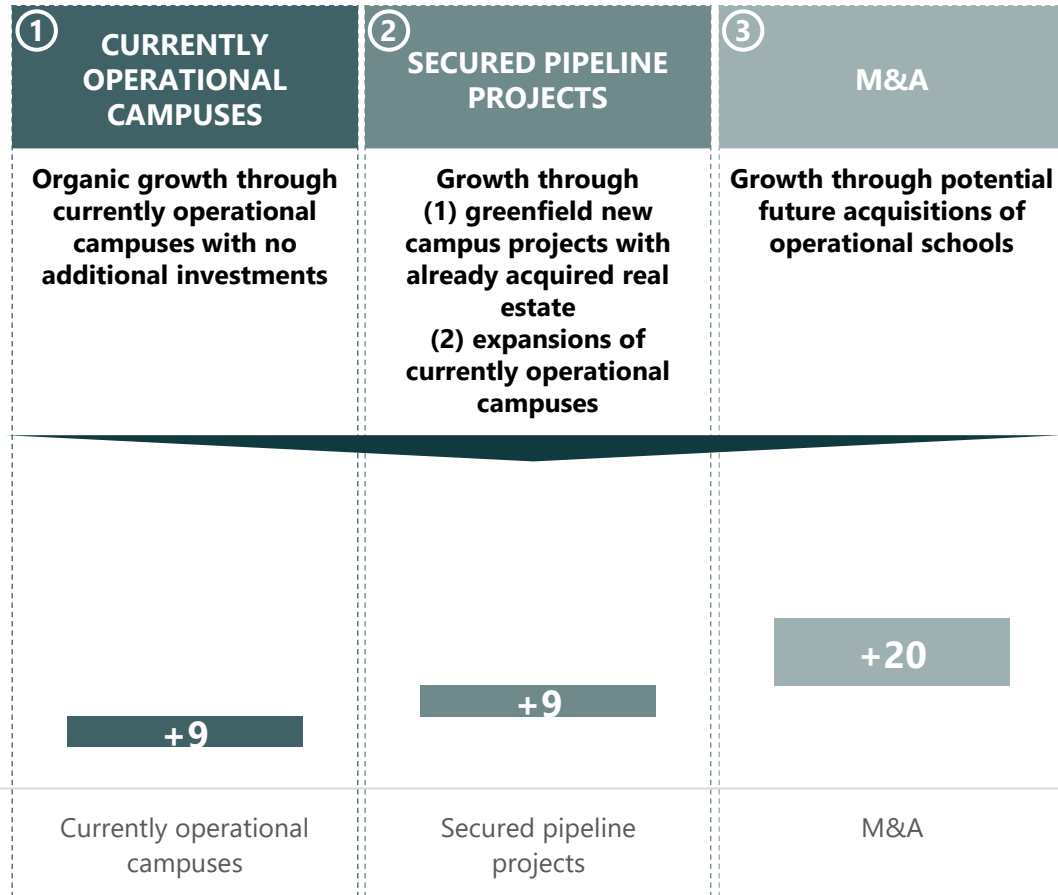 1
CURRENTLY
OPERATIONAL
CAMPUSES
2
SECURED PIPELINE
PROJECTS
3
M&A
Organic growth through
currently operational
campuses with no
additional investments
Growth through
(1) greenfield new
campus projects with
already acquired real
estate
(2) expansions of
currently operational
campuses
Growth through potential
future acquisitions of
operational schools
+9
+9
+20
Currently operational
campuses
Secured pipeline
projects
M&A